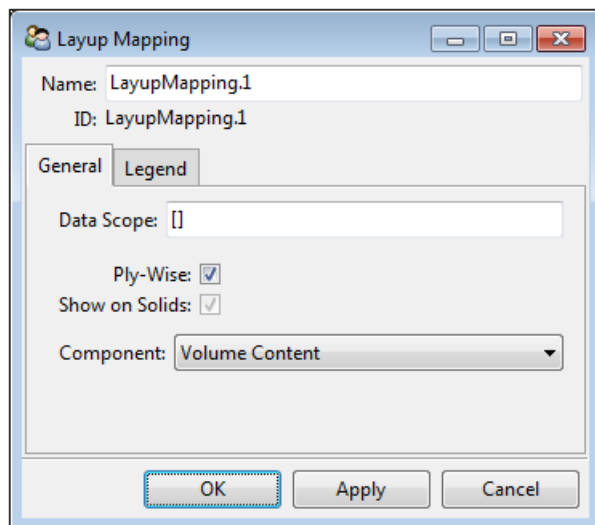 Layup Mapping
Name: LayupMapping.1
ID: LayupMapping.1
General Legend
Data Scope: []
Ply-Wise:
Show on Solids:
Component: Volume Content
OK Apply Cancel